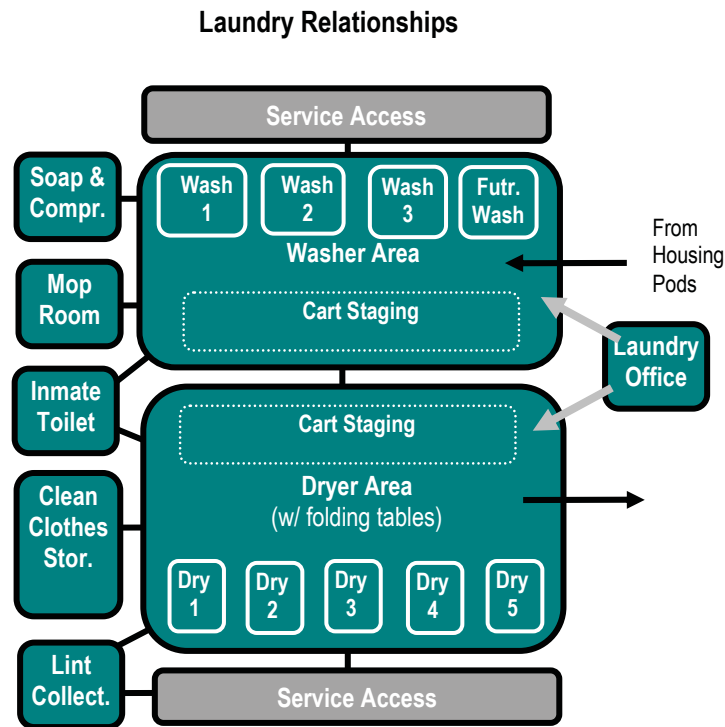 Laundry Relationships
Service Access
Soap &
Compr.
Wash
1
Wash
2
Wash
3
Futr.
Wash
Washer Area
From
Housing
Pods
Mop
Room
Cart Staging
Laundry
Office
Inmate
Toilet
Cart Staging
Clean
Clothes
Stor.
Dryer Area
(w/ folding tables)
Dry
1
Dry
2
Dry
3
Dry
4
Dry
5
Lint
Collect.
Service Access